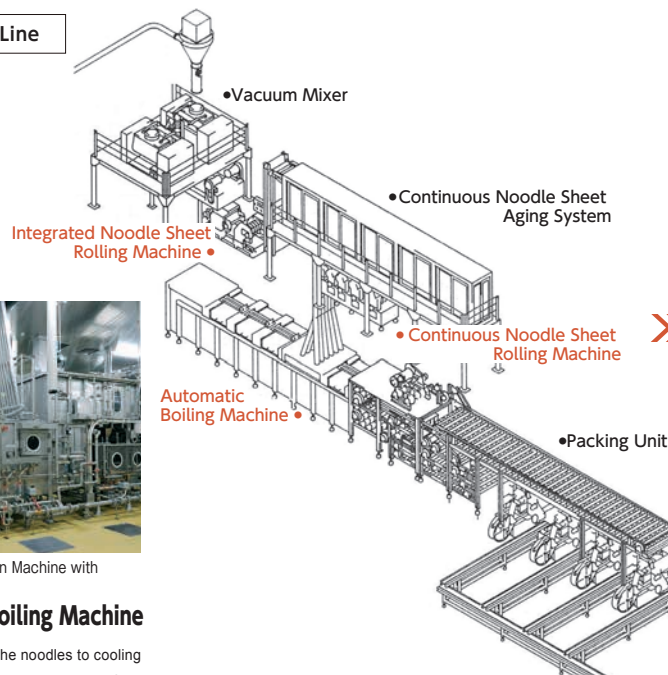 Line
•Vacuum Mixer
•Continuous Noodle Sheet
Aging System
Integrated Noodle Sheet
Rolling Machine •
• Continuous Noodle Sheet
Rolling Machine
Automatic
Boiling Machine •
•Packing Unit
n Machine with
oiling Machine
he noodles to cooling